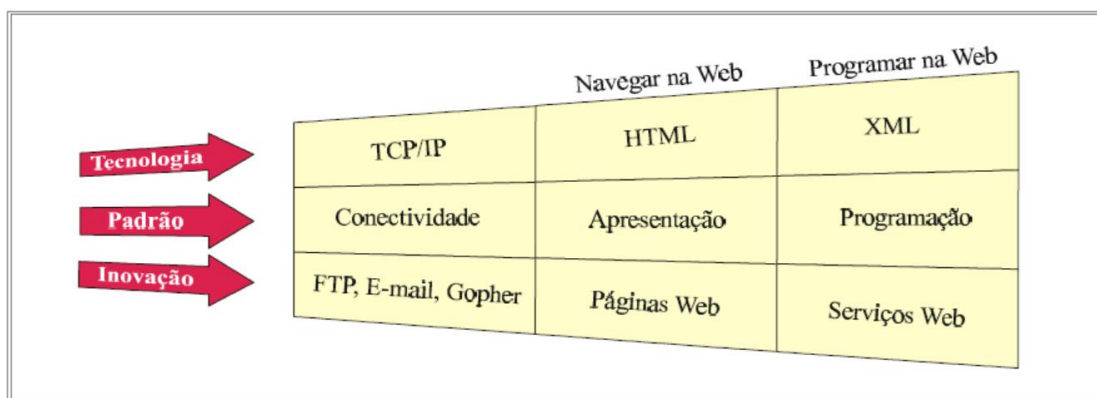 Navegar na Web
Programar na Web
Tecnologia
TCP/IP
HTML
XML
Padrão
Conectividade
Apresentação
Programação
Inovação
FTP, E-mail, Gopher
Páginas Web
Serviços Web